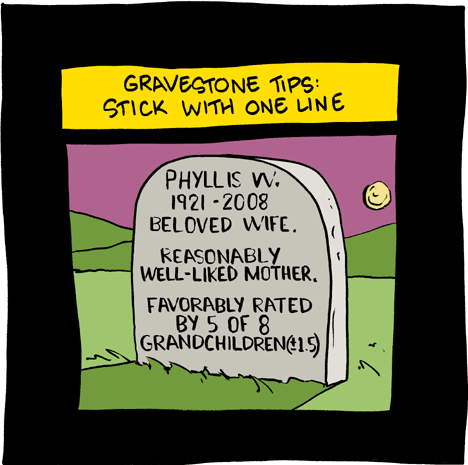 GRAVESTONE TIPS:
STICK WITH ONE LINE
PHYLLIS W.
1921-2008
BELOVED WIFE.
REASONABLY
WELL-LIKED MOTHER.
FAVORABLY RATED
BY 5 OF 8
GRANDCHILDREN(±1.5)